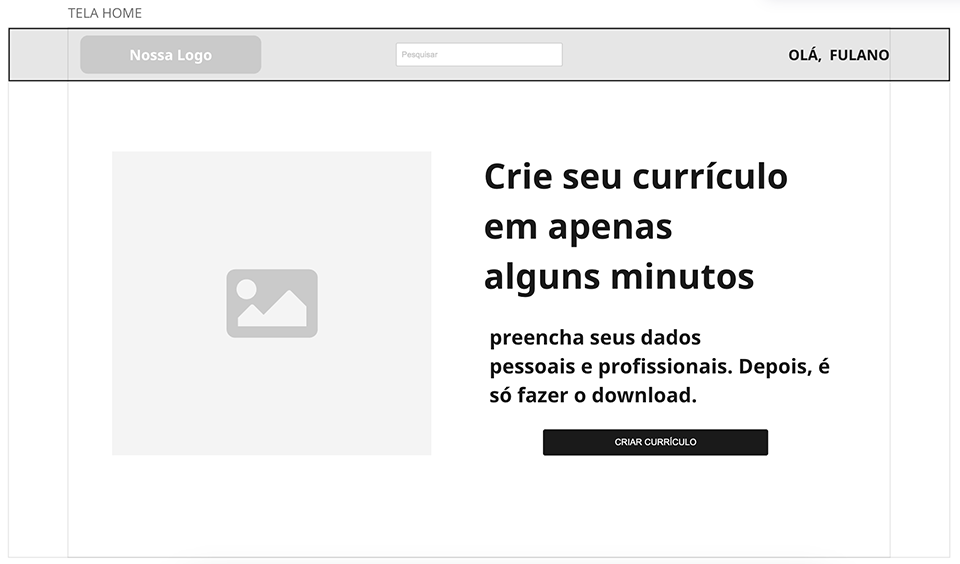 TELA HOME
Nossa Logo
Pesquisar
OLÁ, FULANO
Crie seu currículo
em apenas
alguns minutos
preencha seus dados
pessoais e profissionais. Depois, é
só fazer o download.
CRIAR CURRÍCULO